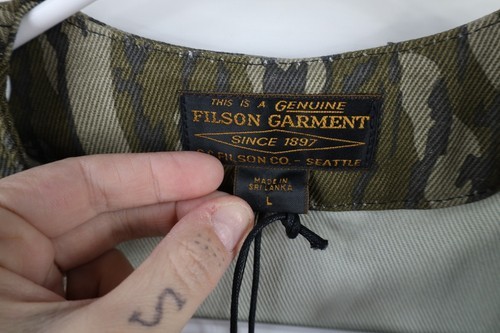 THIS IS A GENUINE
FILSON GARMENT
SINCE 1897
FILSON CO. - SEATTLE
MADE IN
SRI LANKA
L